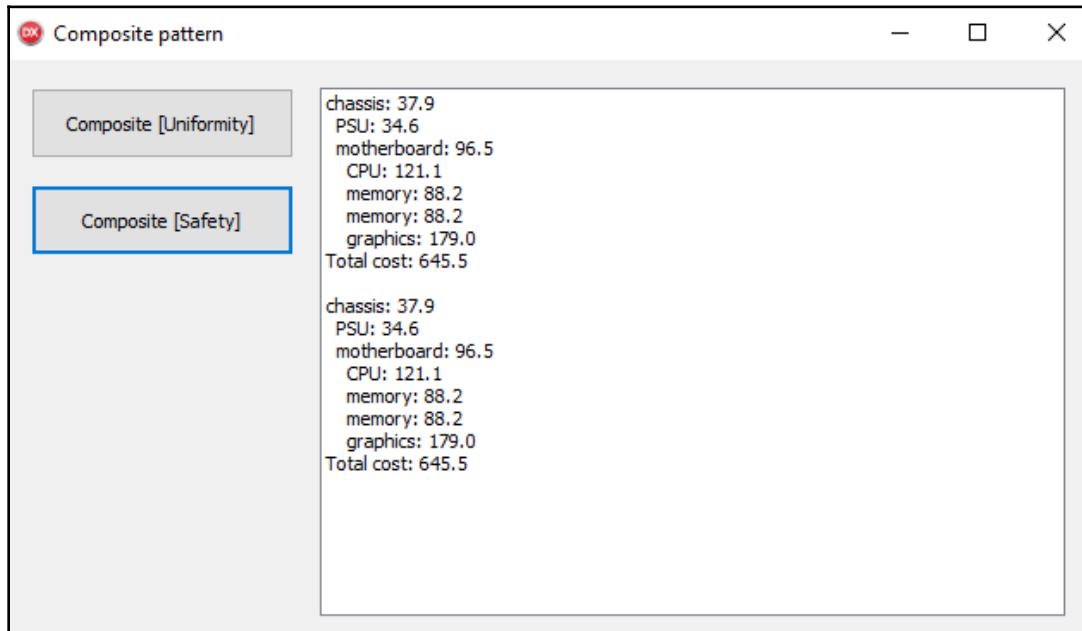 DX Composite pattern
Composite [Uniformity]
Composite [Safety]
chassis: 37.9
PSU: 34.6
motherboard: 96.5
CPU: 121.1
memory: 88.2
memory: 88.2
graphics: 179.0
Total cost: 645.5
chassis: 37.9
PSU: 34.6
motherboard: 96.5
CPU: 121.1
memory: 88.2
memory: 88.2
graphics: 179.0
Total cost: 645.5